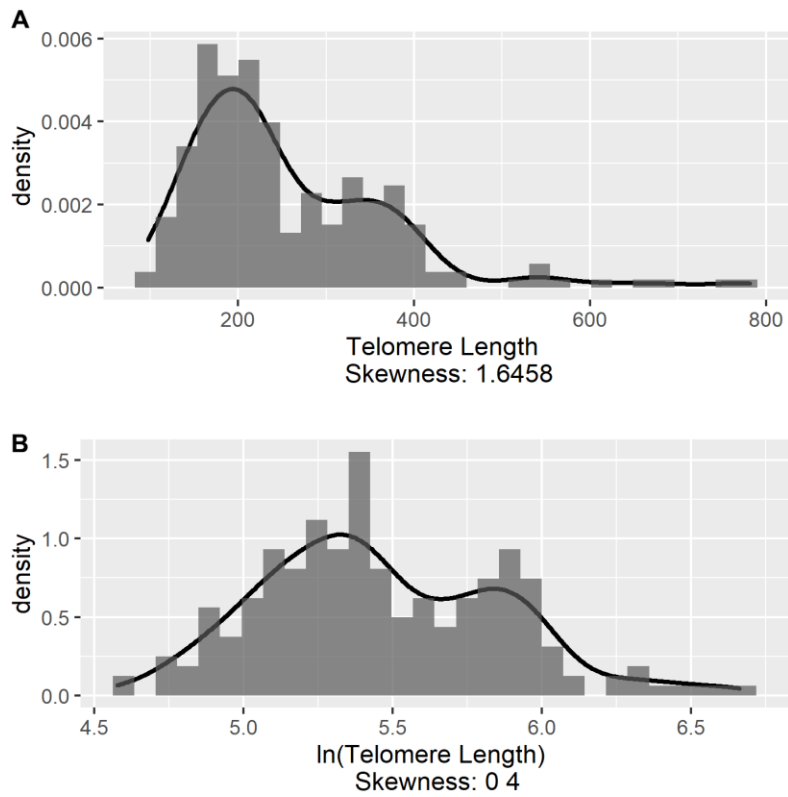 A
0.006
0.004
0.002
0.000
density
200 400 600 800
Telomere Length
Skewness: 1.6458
B
1.5
1.0
0.5
0.0
density
4.5 5.0 5.5 6.0 6.5
ln(Telomere Length)
Skewness: 0 4